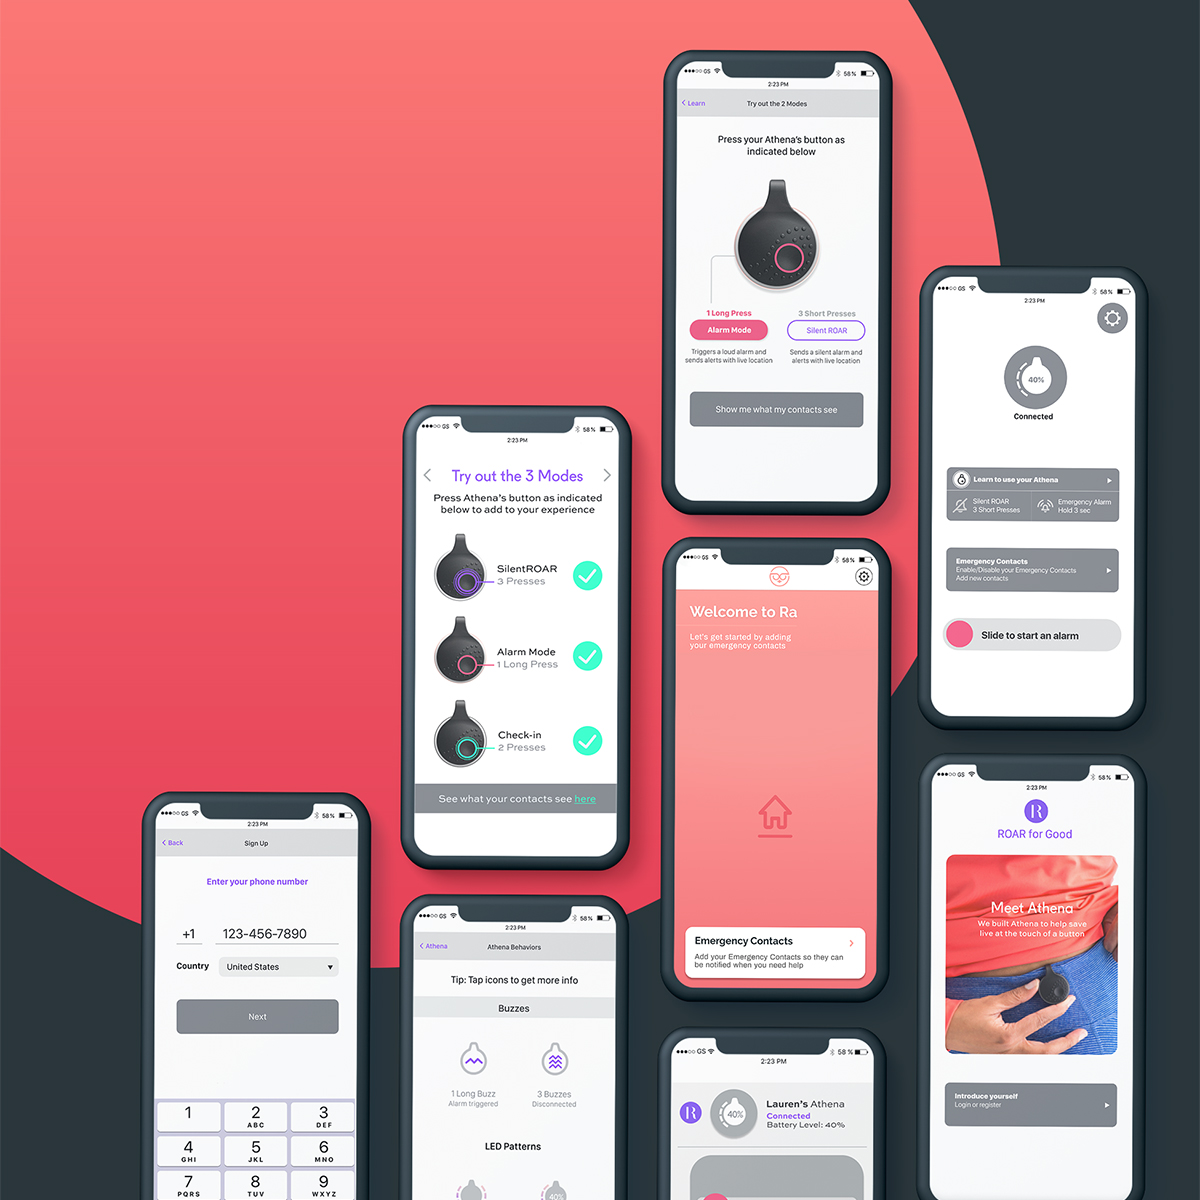 GS
58%
2:23 PM
Learn
Try out the 2 Modes
Press your Athena's button as
indicated below
1 Long Press
3 Short Presses
Alarm Mode
Silent ROAR
Triggers a loud alarm and
sends alerts with live location
Sends a silent alarm and
alerts with live location
Show me what my contacts see
GS
58%
2:23 PM
40%
Connected
Learn to use your Athena
Silent ROAR
3 Short Presses
Emergency Alarm
Hold 3 sec
Emergency Contacts
Enable/Disable your Emergency Contacts
Add new contacts
Slide to start an alarm
GS
58%
2:23 PM
Try out the 3 Modes
Press Athena's button as indicated
below to add to your experience
SilentROAR
3 Presses
Alarm Mode
1 Long Press
Check-in
2 Presses
See what your contacts see here
GS
58%
Welcome to Ra
Let's get started by adding
your emergency contacts
Emergency Contacts
Add your Emergency Contacts so they can
be notified when you need help
GS
58%
2:23 PM
R
ROAR for Good
Meet Athena
We built Athena to help save
live at the touch of a button
Introduce yourself
Login or register
GS
58%
2:23 PM
Back
Sign Up
Enter your phone number
+1
123-456-7890
Country
United States
Next
1
2
ABC
3
DEF
4
GHI
5
JKL
6
MNO
7
PQRS
8
TUV
9
WXYZ
GS
58%
2:23 PM
Athena
Athena Behaviors
Tip: Tap icons to get more info
Buzzes
1 Long Buzz
Alarm triggered
3 Buzzes
Disconnected
LED Patterns
40%
GS
58%
2:23 PM
R
40%
Lauren's Athena
Connected
Battery Level: 40%